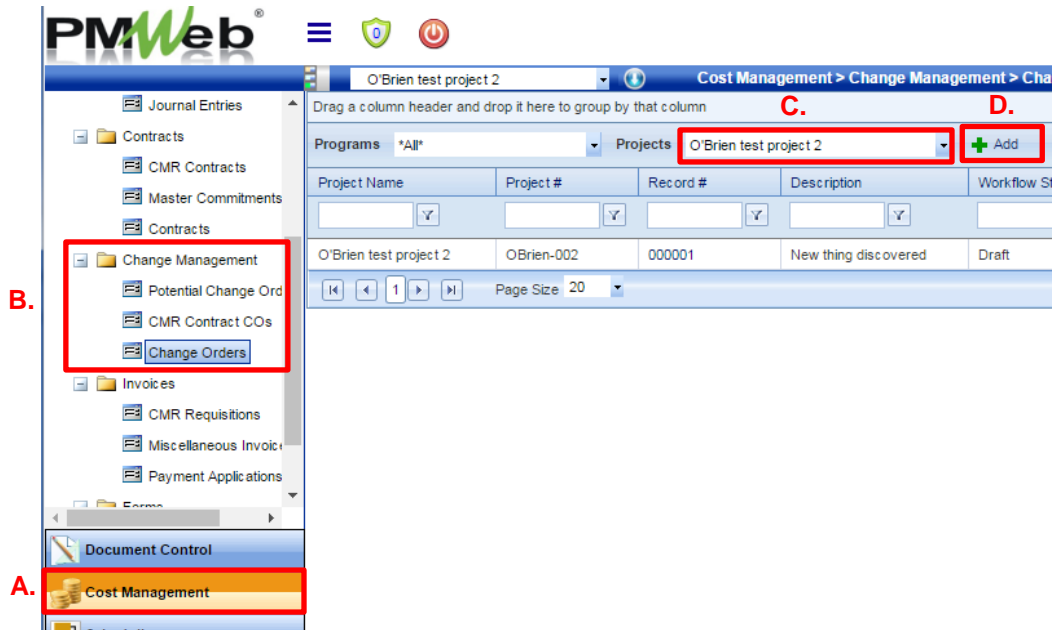 PMWeb®
0
O'Brien test project 2
Cost Management > Change Management > Cha
Journal Entries
Contracts
CMR Contracts
Master Commitments
Contracts
B.
Change Management
Potential Change Ord
CMR Contract COs
Change Orders
Invoices
CMR Requisitions
Miscellaneous Invoice
Payment Applications
Forms
Document Control
A.
Cost Management
Drag a column header and drop it here to group by that column
C.
D.
Programs *All* Projects O'Brien test project 2 Add
Project Name Project # Record # Description Workflow St
O'Brien test project 2 OBrien-002 000001 New thing discovered Draft
1 Page Size 20